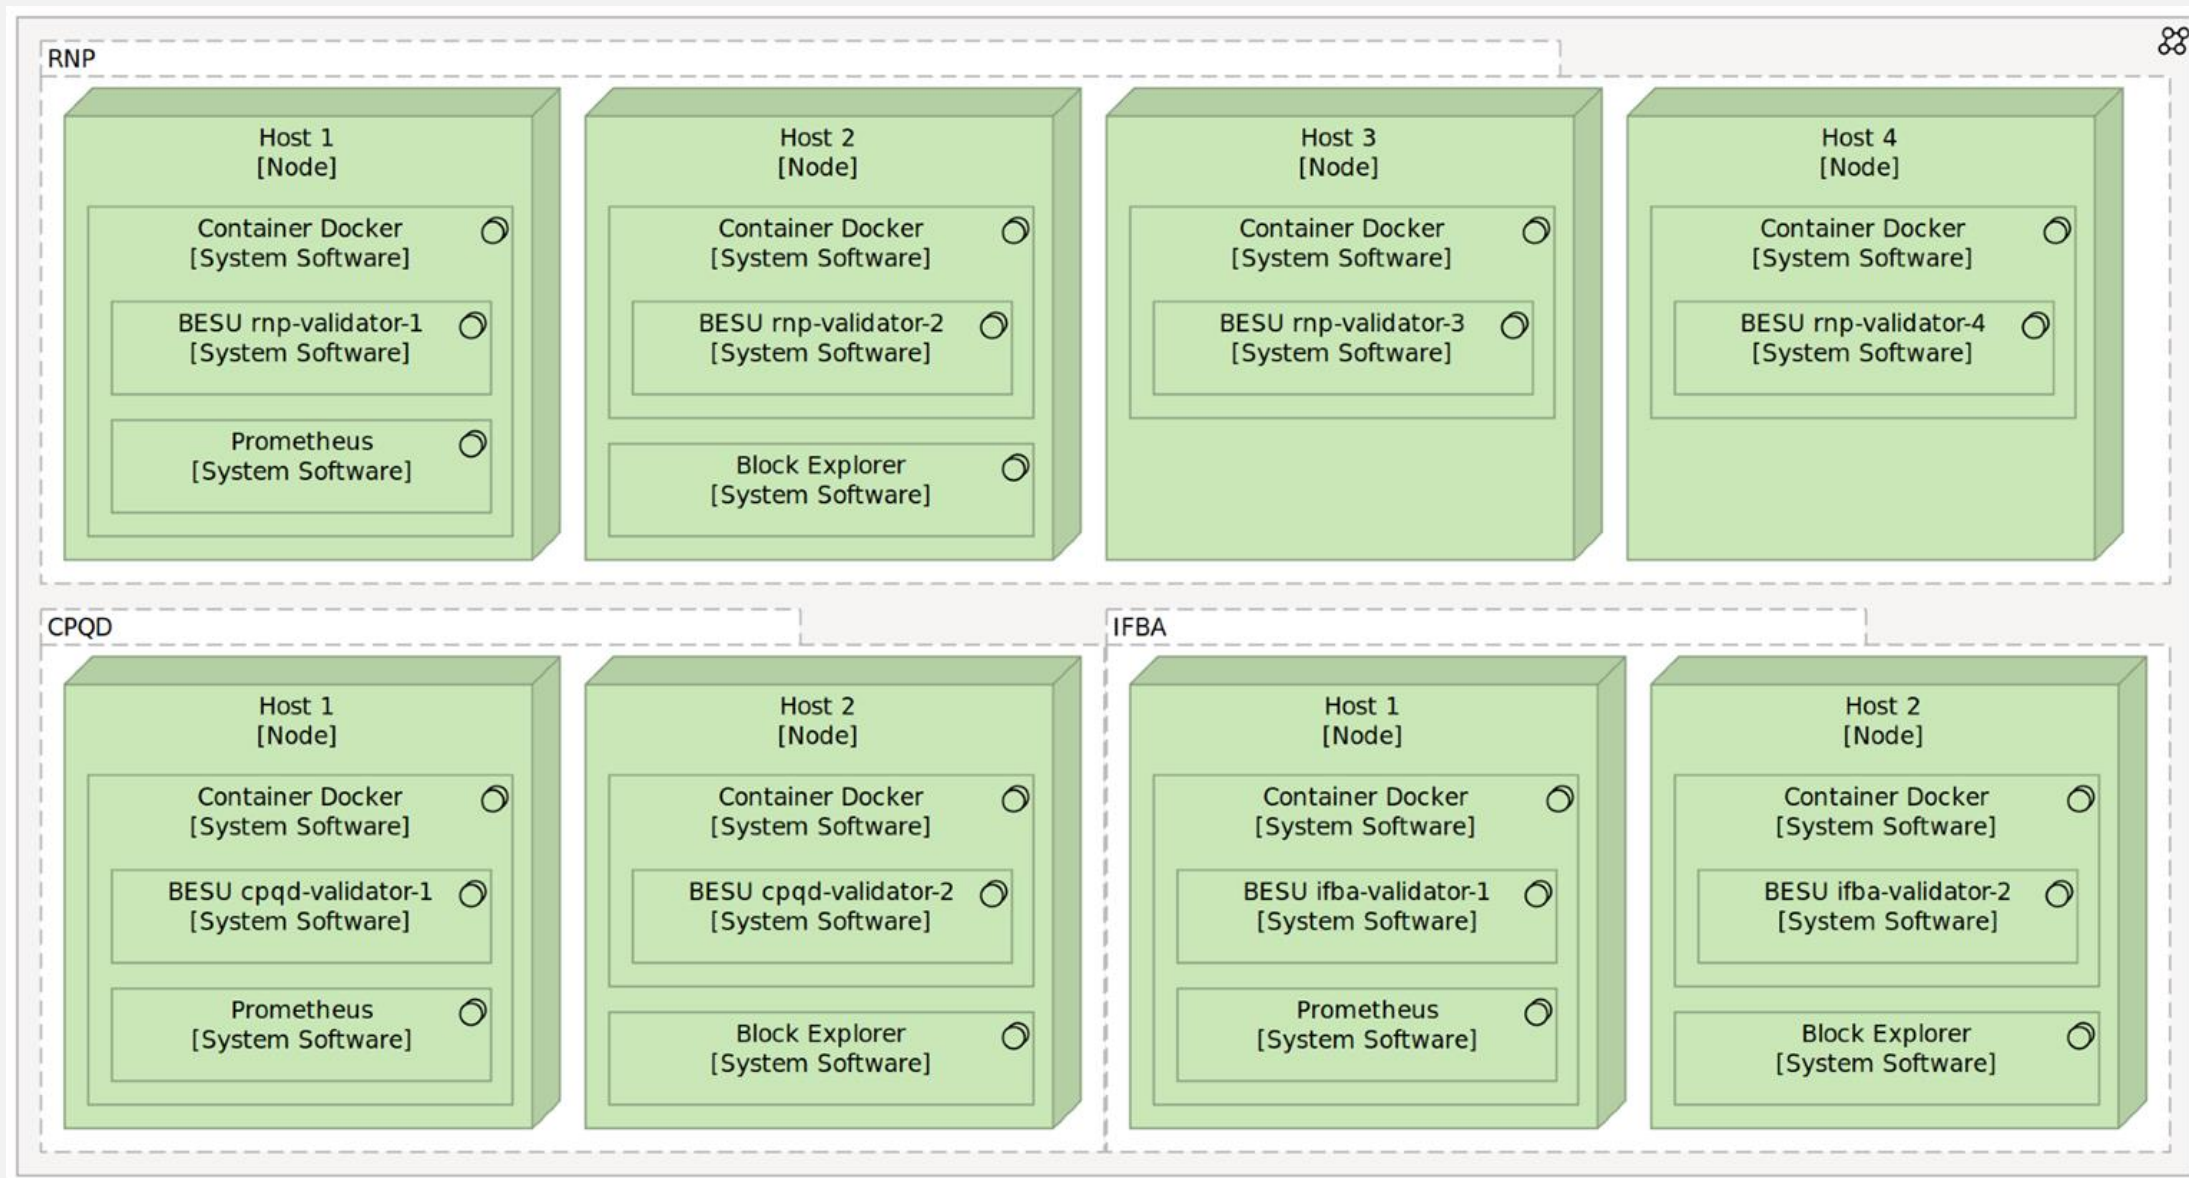 RNP
Host 1
[Node]
Container Docker
[System Software]
BESU rnp-validator-1
[System Software]
Prometheus
[System Software]
Host 2
[Node]
Container Docker
[System Software]
BESU rnp-validator-2
[System Software]
Block Explorer
[System Software]
Host 3
[Node]
Container Docker
[System Software]
BESU rnp-validator-3
[System Software]
Host 4
[Node]
Container Docker
[System Software]
BESU rnp-validator-4
[System Software]
CPQD
Host 1
[Node]
Container Docker
[System Software]
BESU cpqd-validator-1
[System Software]
Prometheus
[System Software]
Host 2
[Node]
Container Docker
[System Software]
BESU cpqd-validator-2
[System Software]
Block Explorer
[System Software]
IFBA
Host 1
[Node]
Container Docker
[System Software]
BESU ifba-validator-1
[System Software]
Prometheus
[System Software]
Host 2
[Node]
Container Docker
[System Software]
BESU ifba-validator-2
[System Software]
Block Explorer
[System Software]